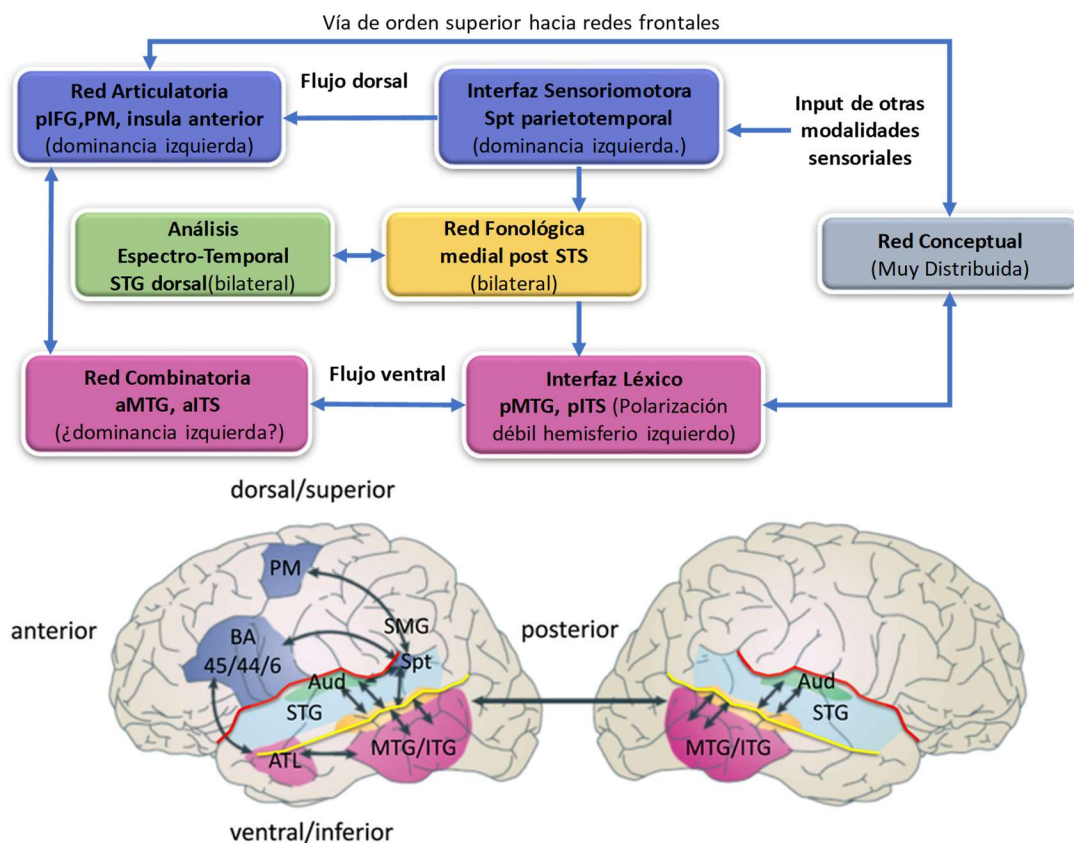 Vía de orden superior hacia redes frontales
Red Articulatoria
pIFG,PM, insula anterior
(dominancia izquierda)
Flujo dorsal
Interfaz Sensoriomotora
Spt parietotemporal
(dominancia izquierda.)
Input de otras
modalidades
sensoriales
Análisis
Espectro-Temporal
STG dorsal(bilateral)
Red Fonológica
medial post STS
(bilateral)
Red Conceptual
(Muy Distribuida)
Red Combinatoria
aMTG, aITS
(¿dominancia izquierda?)
Flujo ventral
Interfaz Léxico
pMTG, pITS (Polarización
débil hemisferio izquierdo)
dorsal/superior
anterior
posterior
PM
SMG
BA
45/44/6
Spt
Aud
STG
ATL
MTG/ITG
Aud
STG
MTG/ITG
ventral/inferior